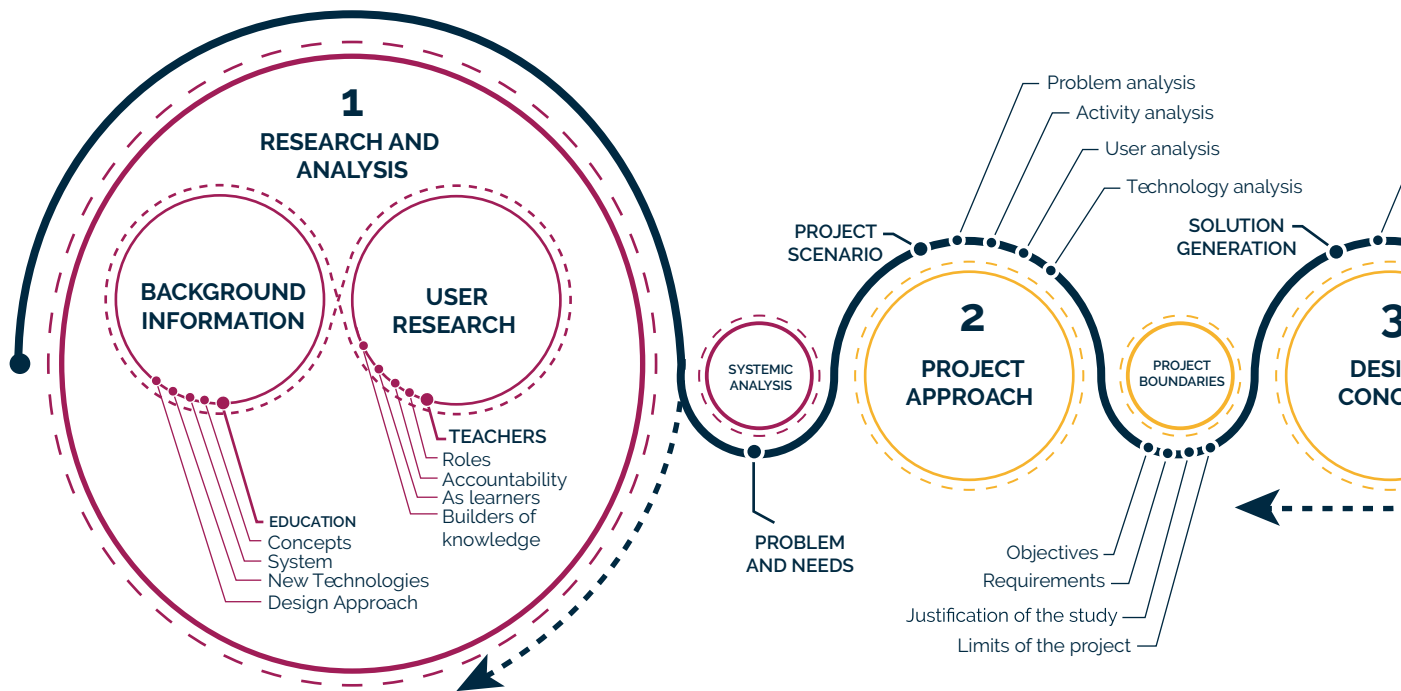 1
RESEARCH AND
ANALYSIS
BACKGROUND
INFORMATION
USER
RESEARCH
TEACHERS
Roles
Accountability
As learners
Builders of
knowledge
EDUCATION
Concepts
System
New Technologies
Design Approach
SYSTEMIC
ANALYSIS
PROBLEM
AND NEEDS
PROJECT
SCENARIO
Problem analysis
Activity analysis
User analysis
Technology analysis
2
PROJECT
APPROACH
PROJECT
BOUNDARIES
Objectives
Requirements
Justification of the study
Limits of the project
SOLUTION
GENERATION
3